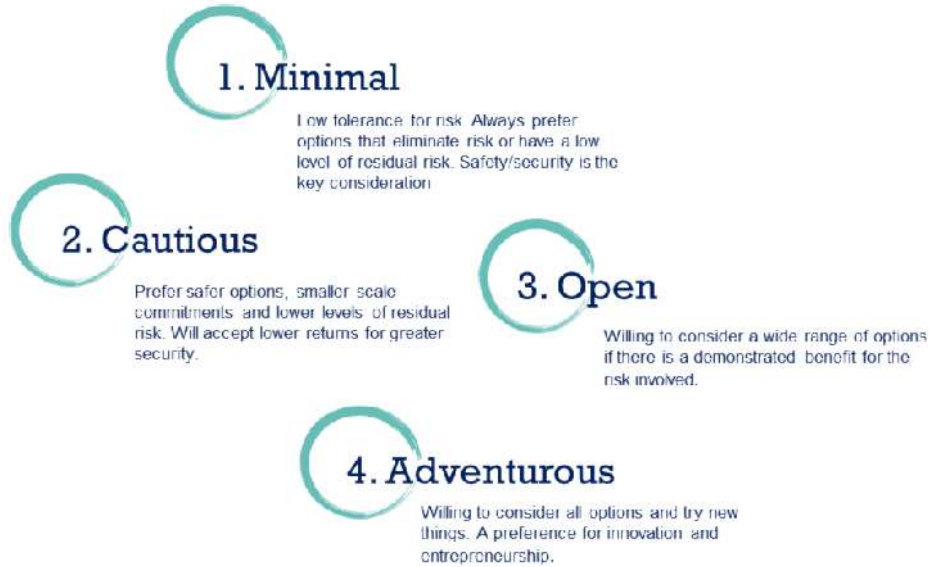 1. Minimal
Low tolerance for risk Always prefer
options that eliminate risk or have a low
level of residual risk. Safety/security is the
key consideration
2. Cautious
Prefer safer options, smaller scale
commitments and lower levels of residual
risk. Will accept lower returns for greater
security.
3. Open
Willing to consider a wide range of options
if there is a demonstrated benefit for the
risk involved.
4. Adventurous
Willing to consider all options and try new
things. A preference for innovation and
entrepreneurship.